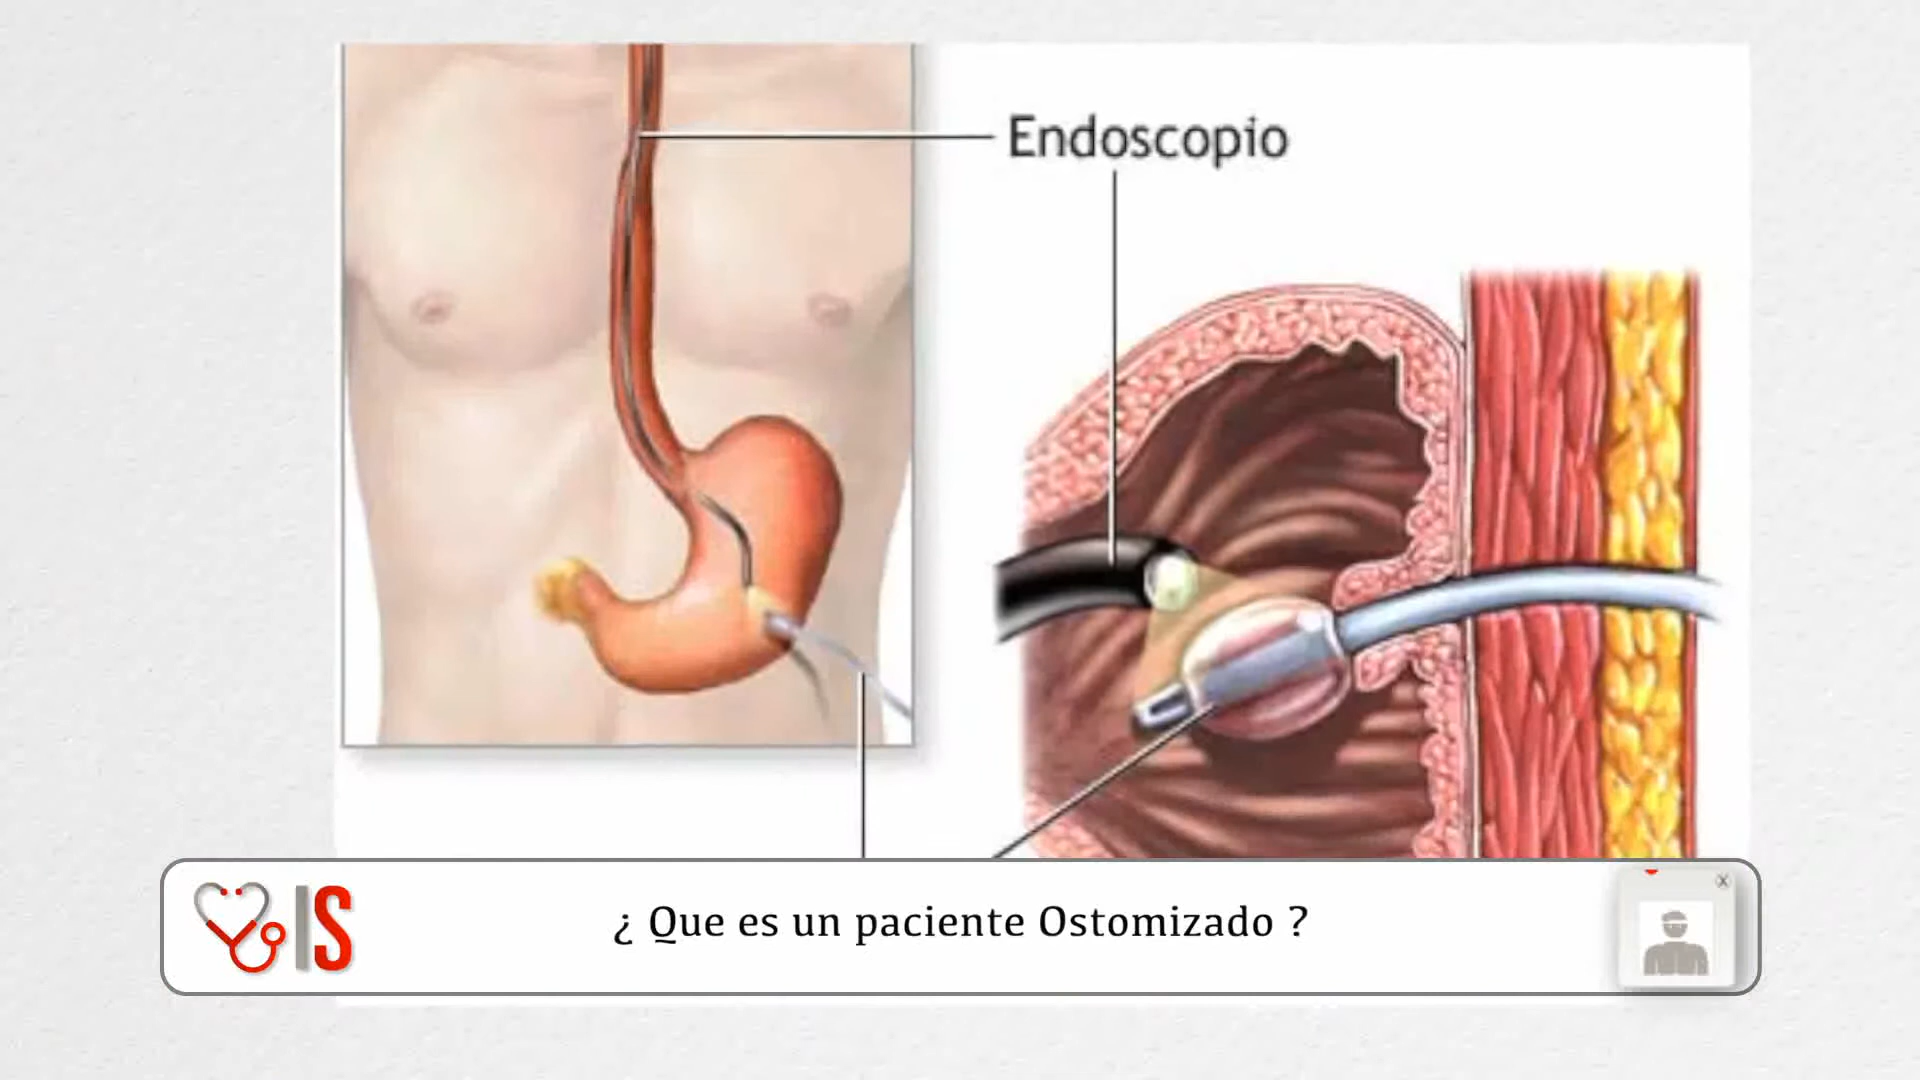 Endoscopio
IS
¿ Que es un paciente Ostomizado ?